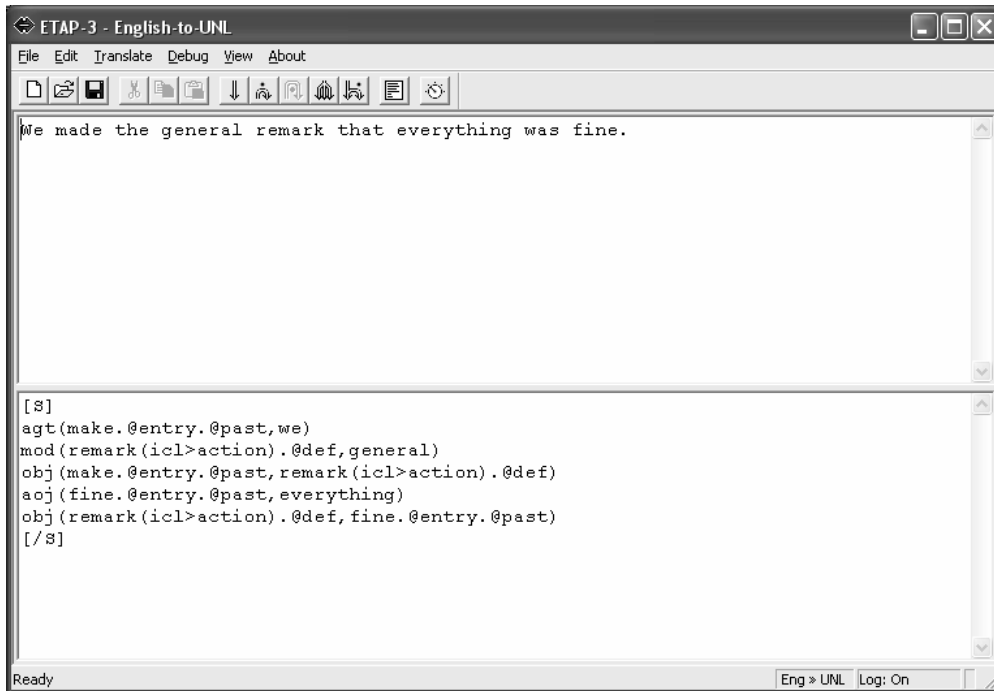 ETAP-3 - English-to-UNL
File Edit Translate Debug View About
We made the general remark that everything was fine.
[S]
agt(make.@entry.@past,we)
mod(remark(icl>action).@def,general)
obj(make.@entry.@past,remark(icl>action).@def)
aoj(fine.@entry.@past,everything)
obj(remark(icl>action).@def,fine.@entry.@past)
[/S]
Ready Eng » UNL Log: On